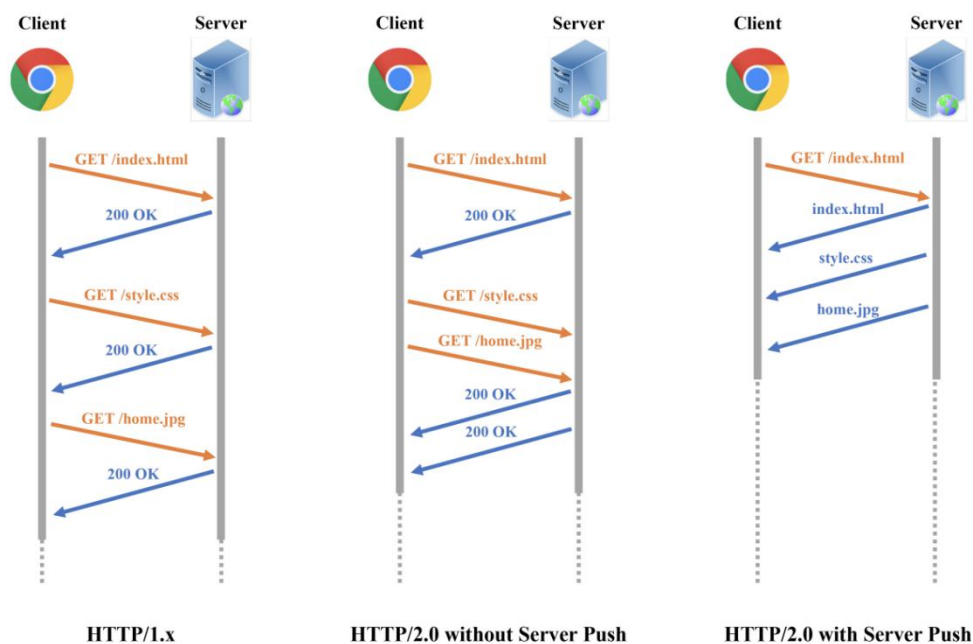 Client Server
GET /index.html
200 OK
GET /style.css
200 OK
GET /home.jpg
200 OK
HTTP/1.x
Client Server
GET /index.html
200 OK
GET /style.css
GET /home.jpg
200 OK
200 OK
HTTP/2.0 without Server Push
Client Server
GET /index.html
index.html
style.css
home.jpg
HTTP/2.0 with Server Push